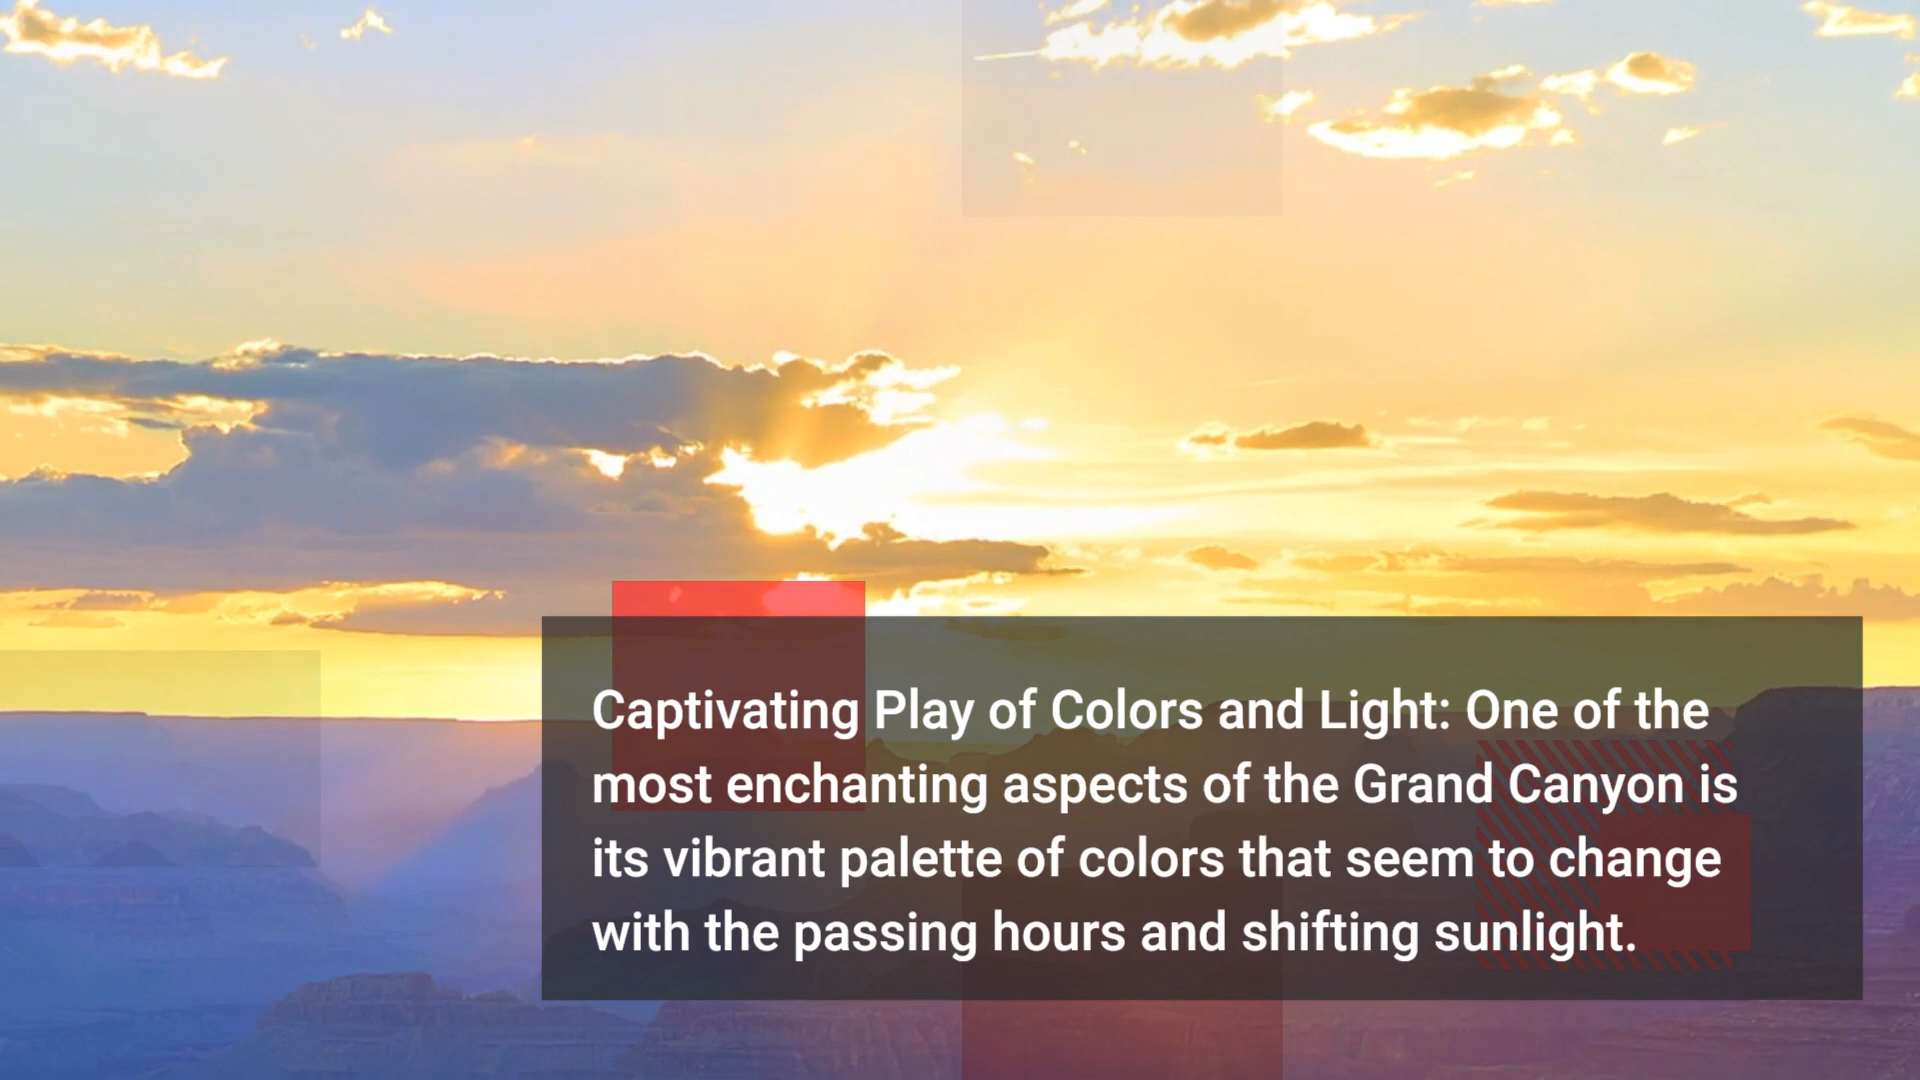 Captivating Play of Colors and Light: One of the
most enchanting aspects of the Grand Canyon is
its vibrant palette of colors that seem to change
with the passing hours and shifting sunlight.